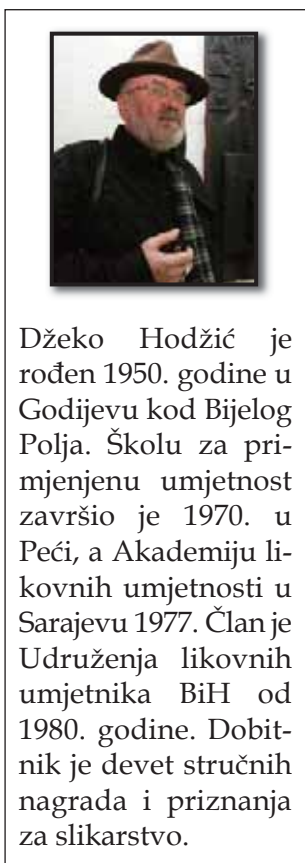 Džeko Hodžić je
rođen 1950. godine u
Godijevu kod Bijelog
Polja. Školu za pri-
mjenjenu umjetnost
završio je 1970. u
Peći, a Akademiju li-
kovnih umjetnosti u
Sarajevu 1977. Član je
Udruženja likovnih
umjetnika BiH od
1980. godine. Dobit-
nik je devet stručnih
nagrada i priznanja
za slikarstvo.